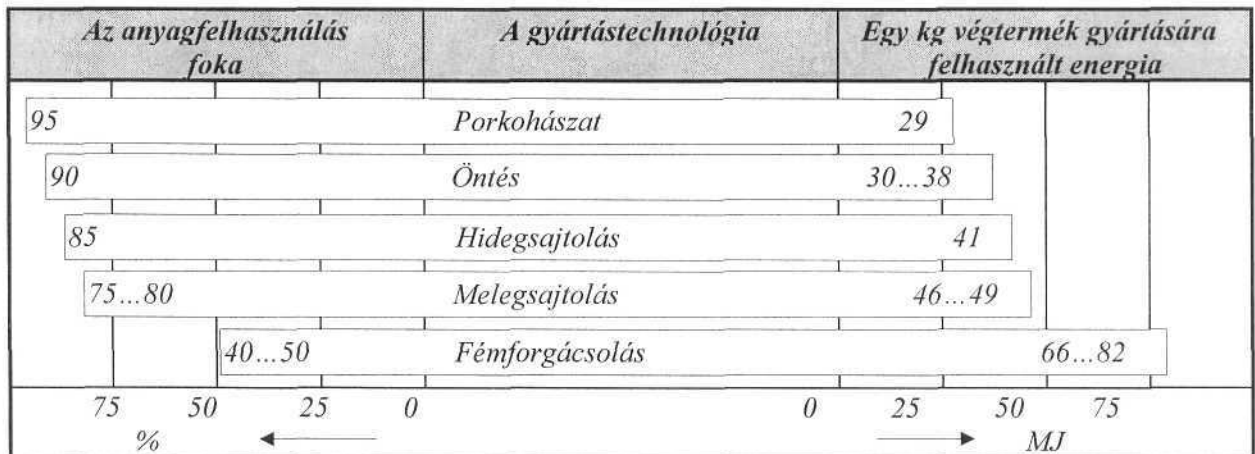 Az anyagfelhasználás foka
A gyártástechnológia
Egy kg végtermék gyártására felhasznált energia
95 Porkohászat 29
90 Öntés 30...38
85 Hidegsajtolás 41
75...80 Melegsajtolás 46...49
40...50 Fémforgácsolás 66...82
75 50 25 0 0 25 50 75
% MJ